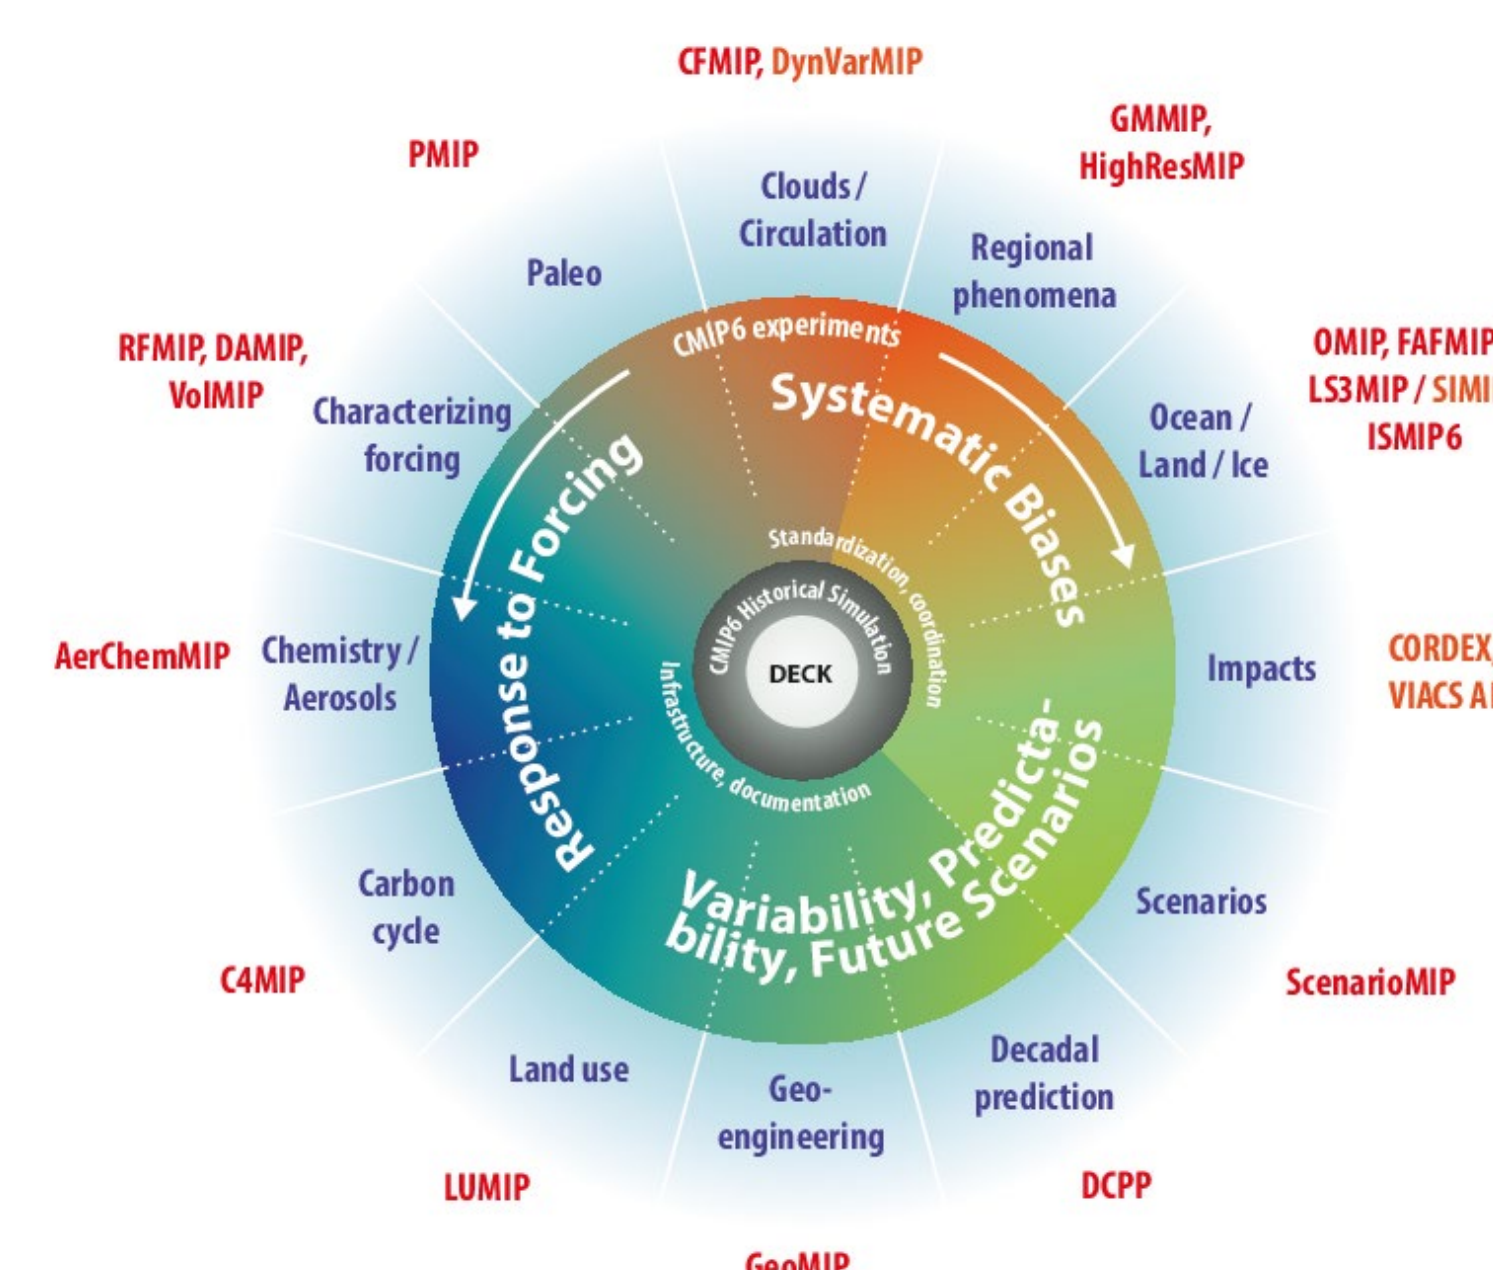 CFMIP, DynVarMIP
GMMIP,
HighResMIP
PMIP
Clouds /
Circulation
Regional
phenomena
Paleo
CMIP6 experiments
RFMIP, DAMIP,
VolMIP
OMIP, FAFMIP
LS3MIP /
ISMIP6
Characterizing
forcing
Ocean /
Land / Ice
Systematic Biases
Response to Forcing
Standardization, coordination
CMIP6 Historical Simulation
DECK
Infrastructure, documentation
AerChemMIP
Chemistry /
Aerosols
Impacts
CORDEX,
VIACS
Variability, Predicta-
bility, Future Scenarios
Carbon
cycle
Scenarios
C4MIP
ScenarioMIP
Land use
Geo-
engineering
Decadal
prediction
LUMIP
DCPP
GeoMIP